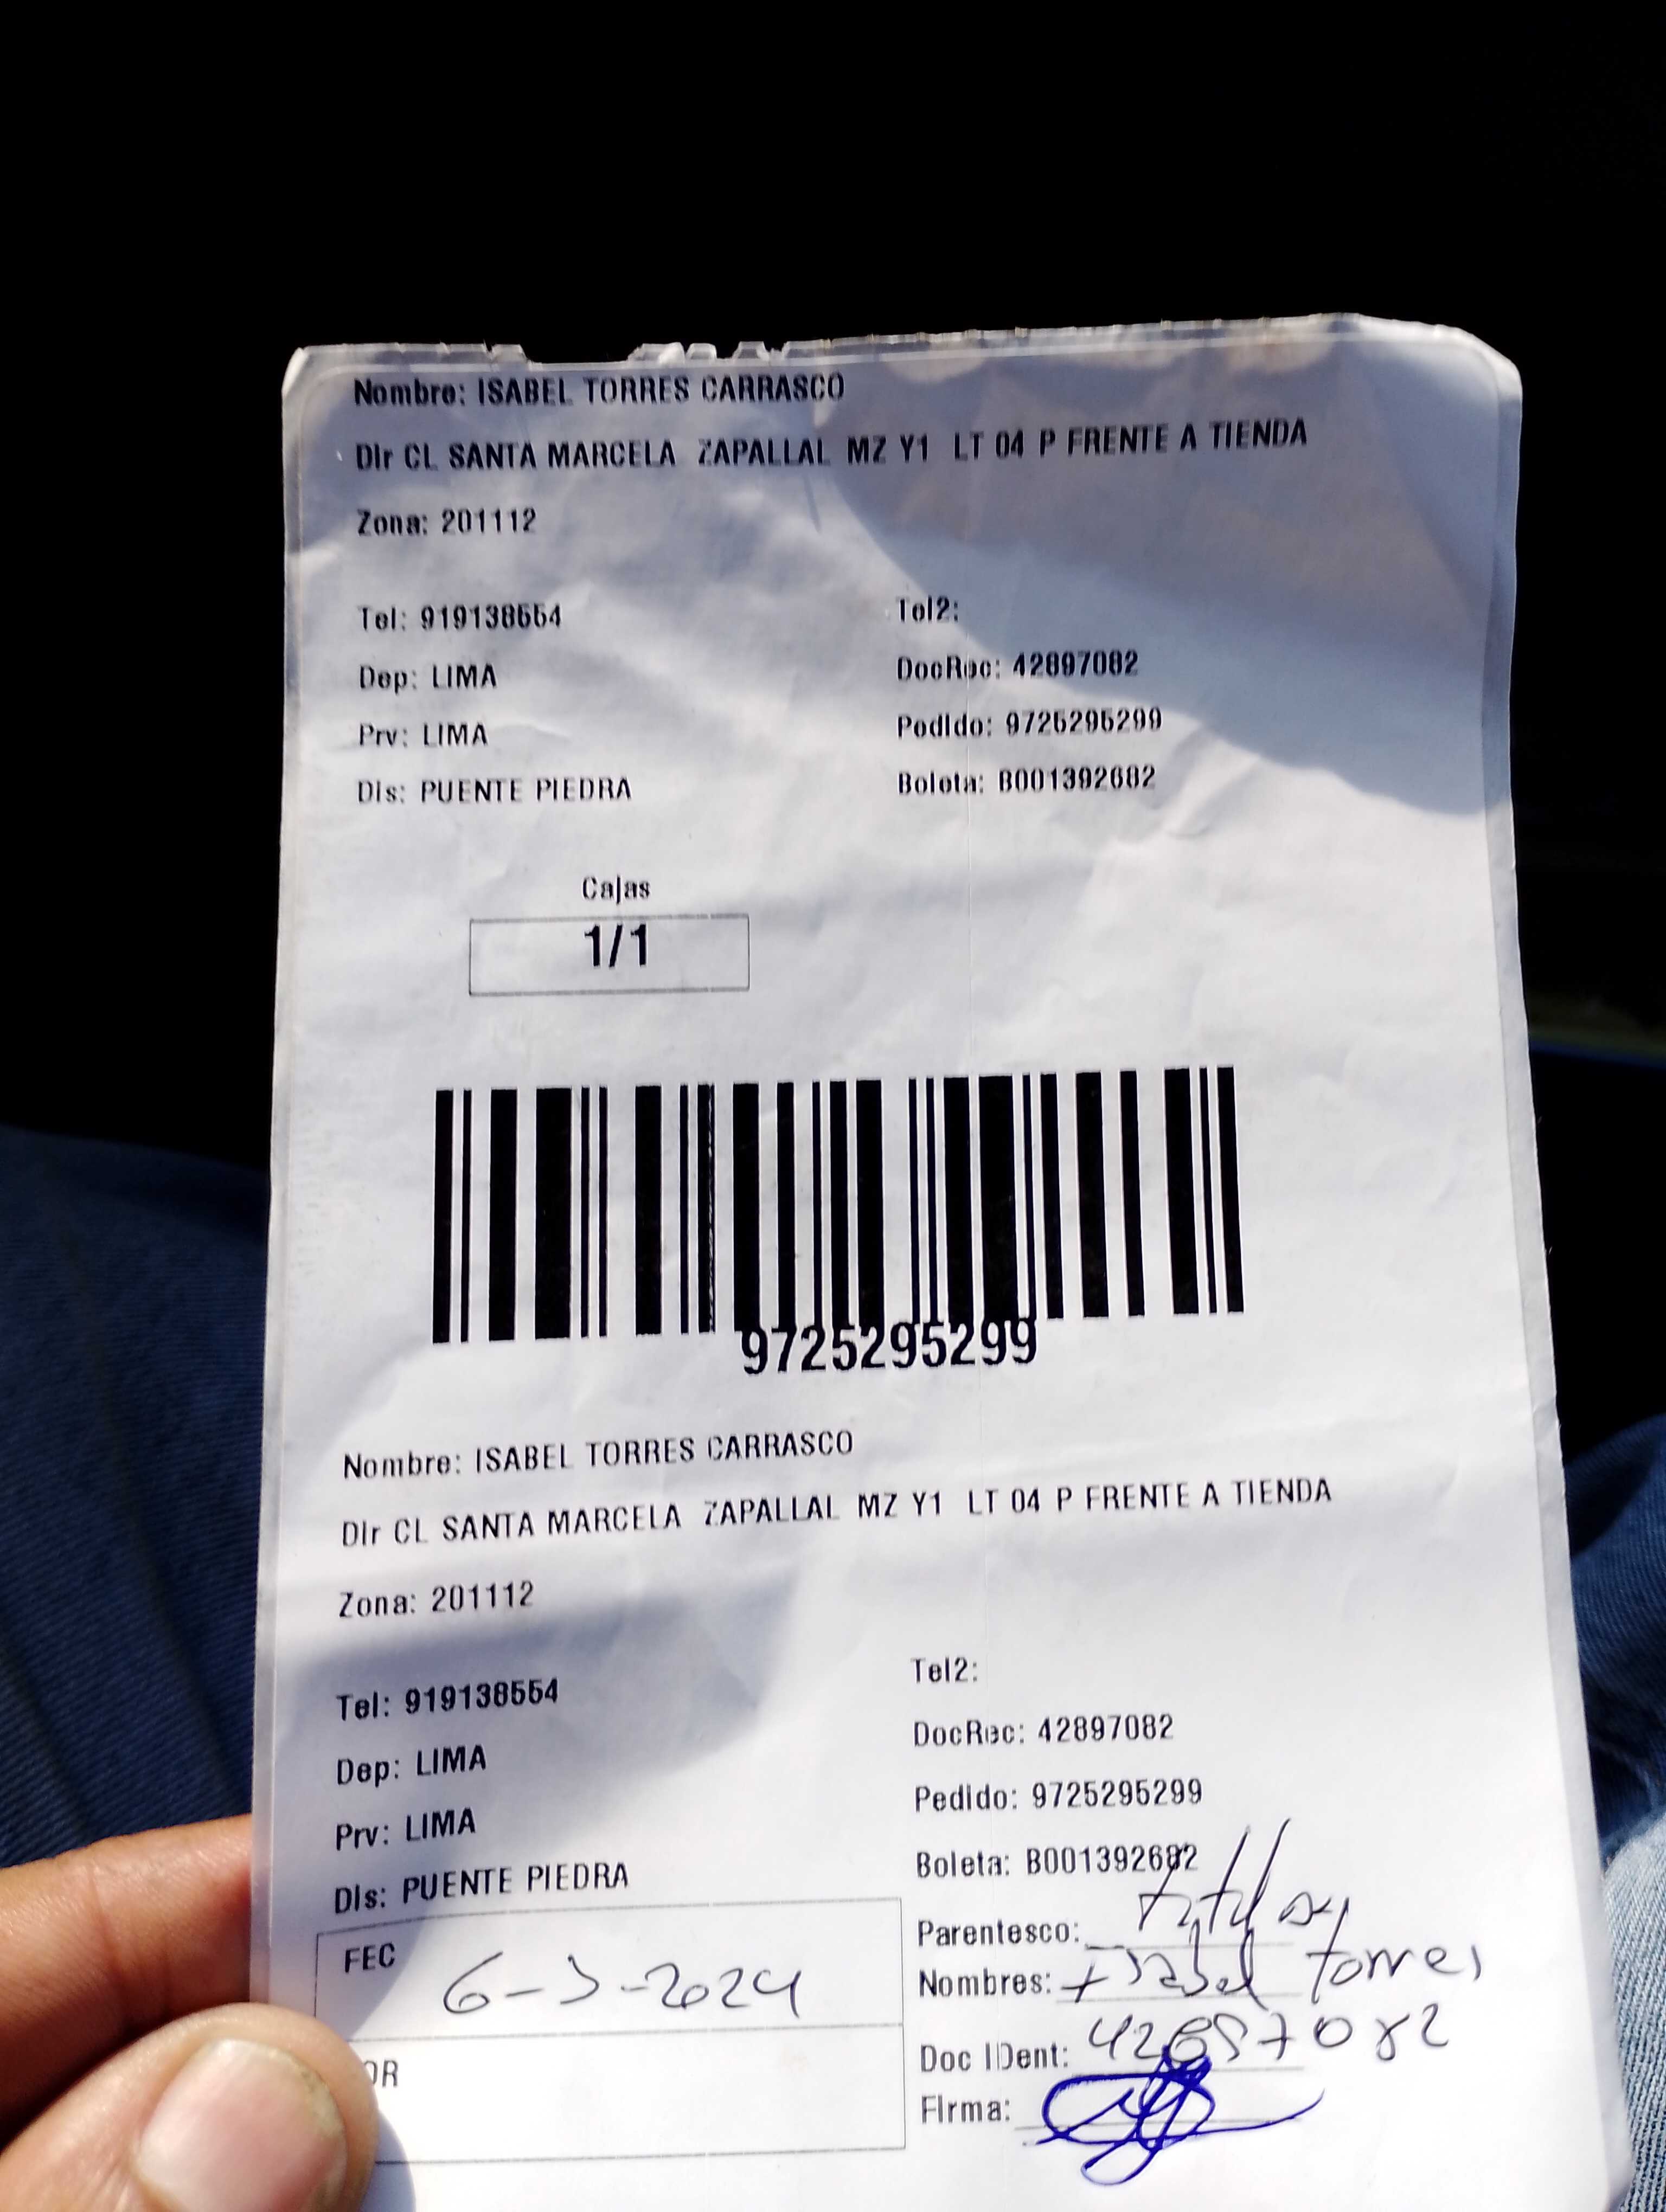 Nombre: ISABEL TORRES CARRASCO
Dir CL SANTA MARCELA ZAPALLAL MZ Y1 LT 04 P FRENTE A TIENDA
Zona: 201112
Tel: 919138554 Tel2:
Dep: LIMA DocRec: 42897082
Prv: LIMA Pedido: 9725295299
Dis: PUENTE PIEDRA Boleta: B001392682
Cajas
1/1
9725295299
Nombre: ISABEL TORRES CARRASCO
Dir CL SANTA MARCELA ZAPALLAL MZ Y1 LT 04 P FRENTE A TIENDA
Zona: 201112
Tel: 919138554 Tel2:
Dep: LIMA DocRec: 42897082
Prv: LIMA Pedido: 9725295299
Dis: PUENTE PIEDRA Boleta: B001392682
FEC 6-3-2024
Parentesco: titular
Nombres: Isabel torres
OR
Doc IDent: 42897082
Firma: